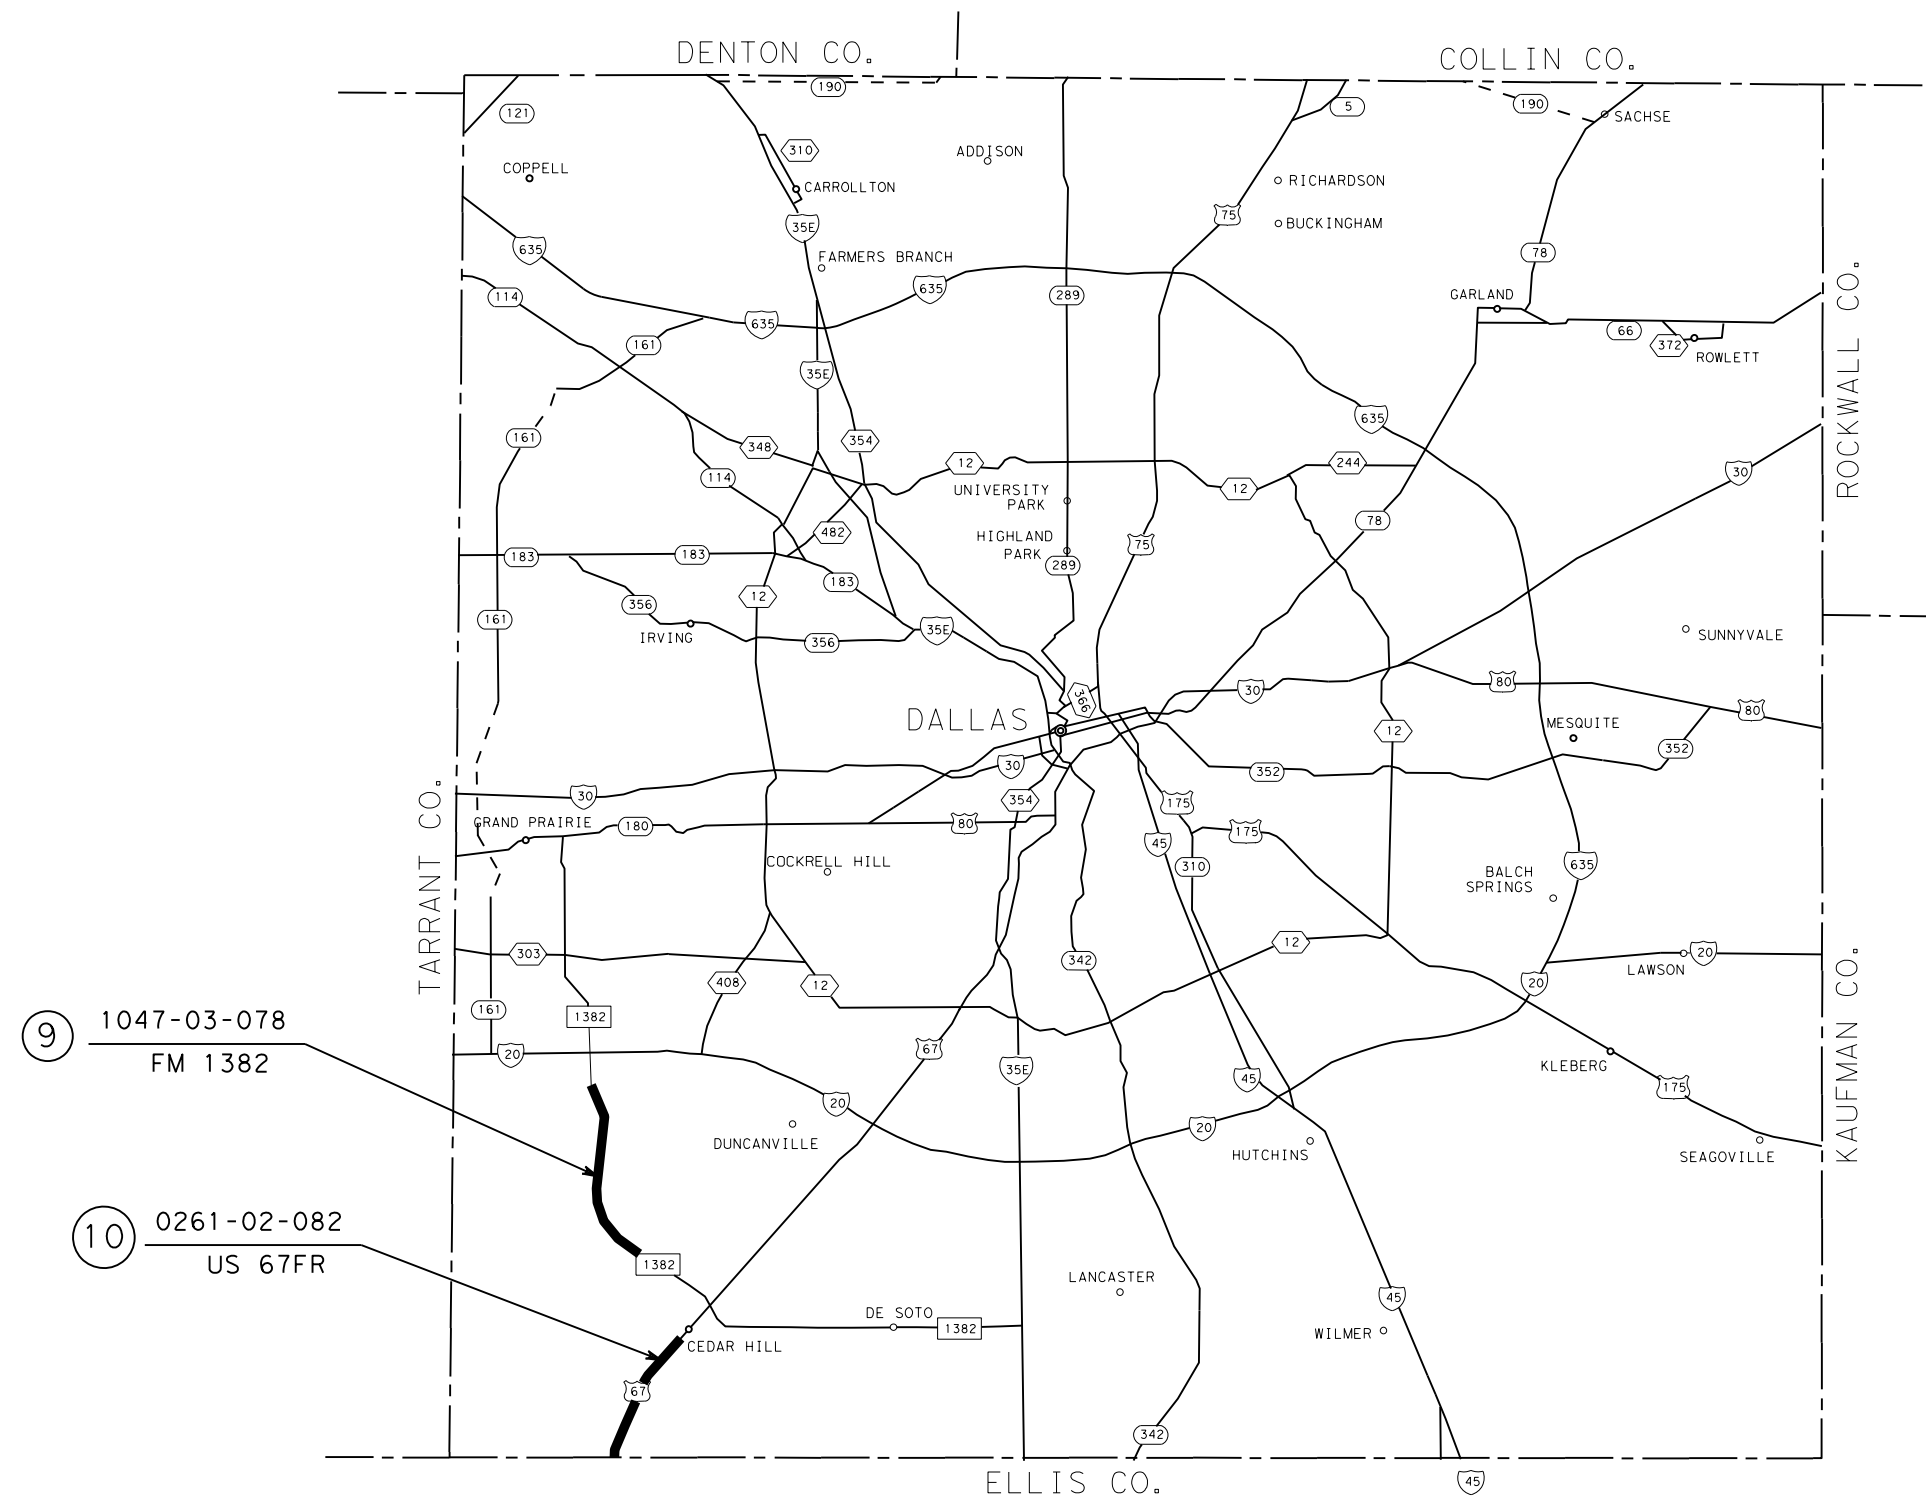 DENTON CO.
COLLIN CO.
190
121
5
190
SACHSE
310
ADDISON
COPPELL
CARROLLTON
RICHARDSON
75
BUCKINGHAM
35E
635
FARMERS BRANCH
78
635
114
289
GARLAND
635
161
66
372
ROWLETT
35E
ROCKWALL CO.
635
161
348
354
12
244
30
114
UNIVERSITY
PARK
12
78
482
HIGHLAND
PARK
75
183
183
289
183
12
356
161
IRVING
356
35E
SUNNYVALE
80
30
366
80
DALLAS
MESQUITE
12
352
30
352
TARRANT CO.
30
354
175
GRAND PRAIRIE
180
80
175
45
COCKRELL HILL
310
635
BALCH
SPRINGS
303
12
342
LAWSON
20
408
12
20
KAUFMAN CO.
161
1382
9
1047-03-078
FM 1382
20
67
35E
KLEBERG
45
175
20
DUNCANVILLE
20
HUTCHINS
SEAGOVILLE
10
0261-02-082
US 67FR
1382
LANCASTER
45
DE SOTO
1382
WILMER
CEDAR HILL
67
342
ELLIS CO.
45